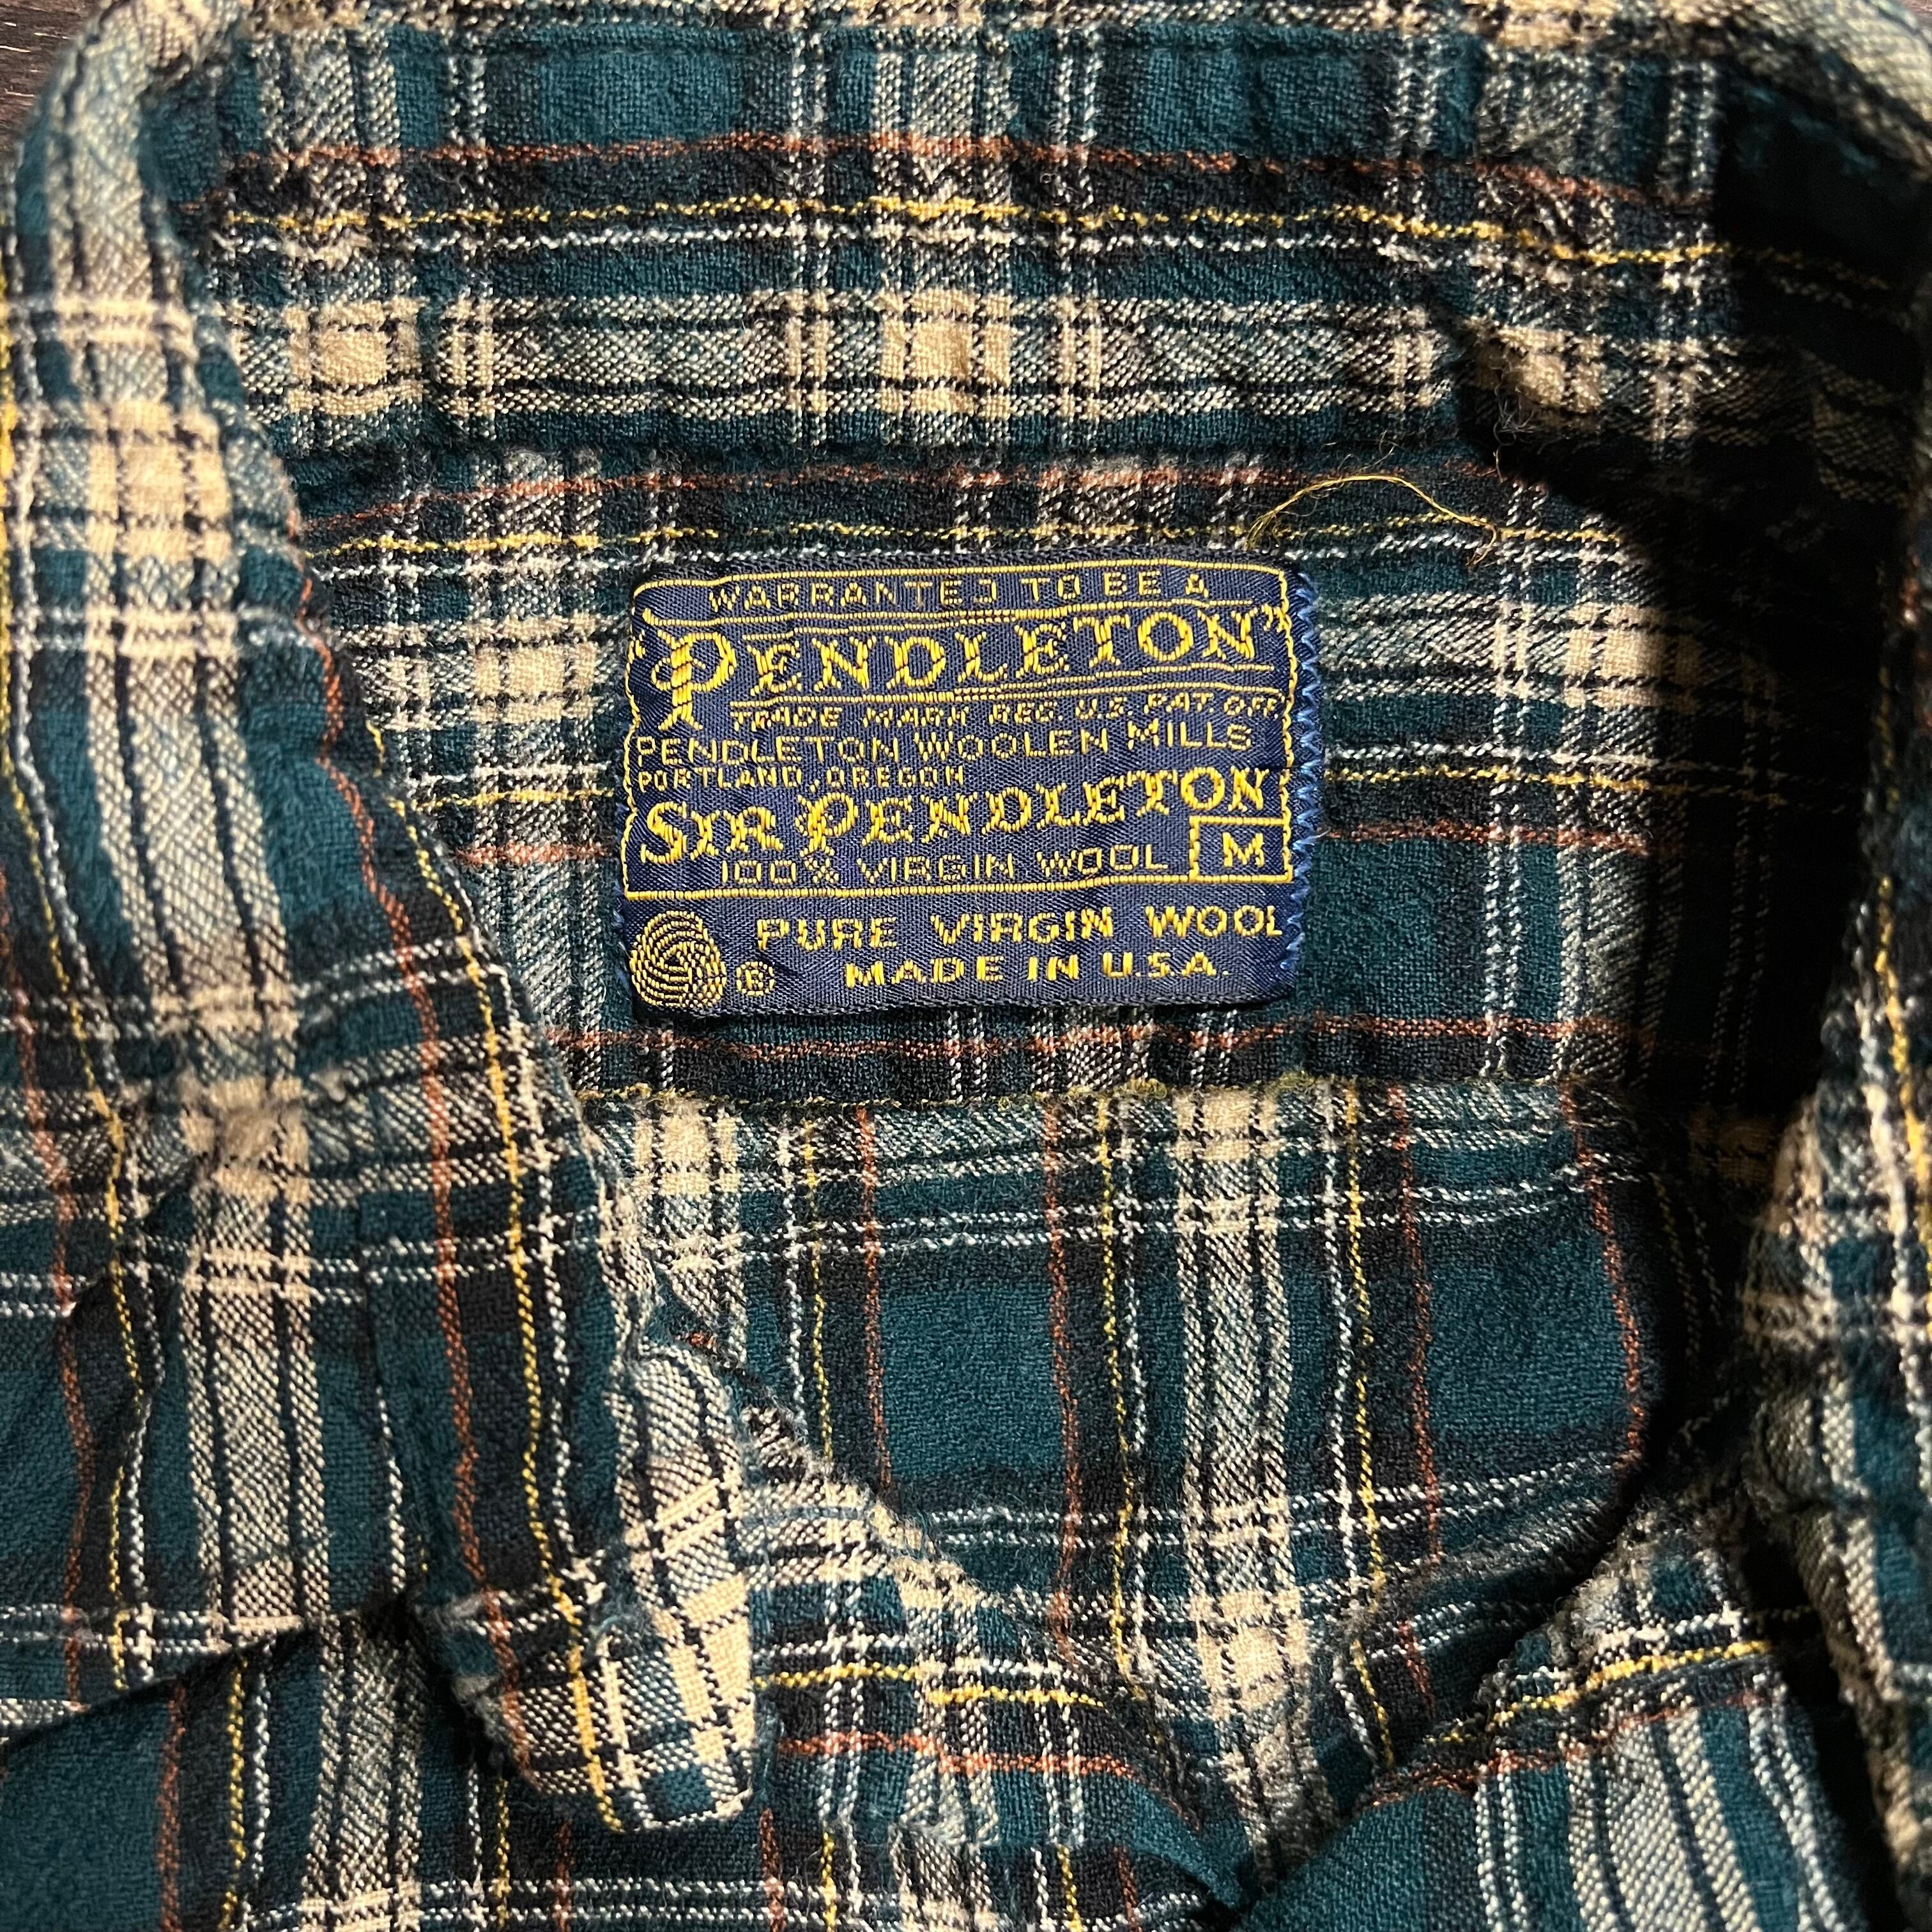 WARRANTED TO BE A
"PENDLETON"
TRADE MARK REG. U.S. PAT. OFF.
PENDLETON WOOLEN MILLS
PORTLAND, OREGON
SIR PENDLETON
100% VIRGIN WOOL M
PURE VIRGIN WOOL
® MADE IN U.S.A.